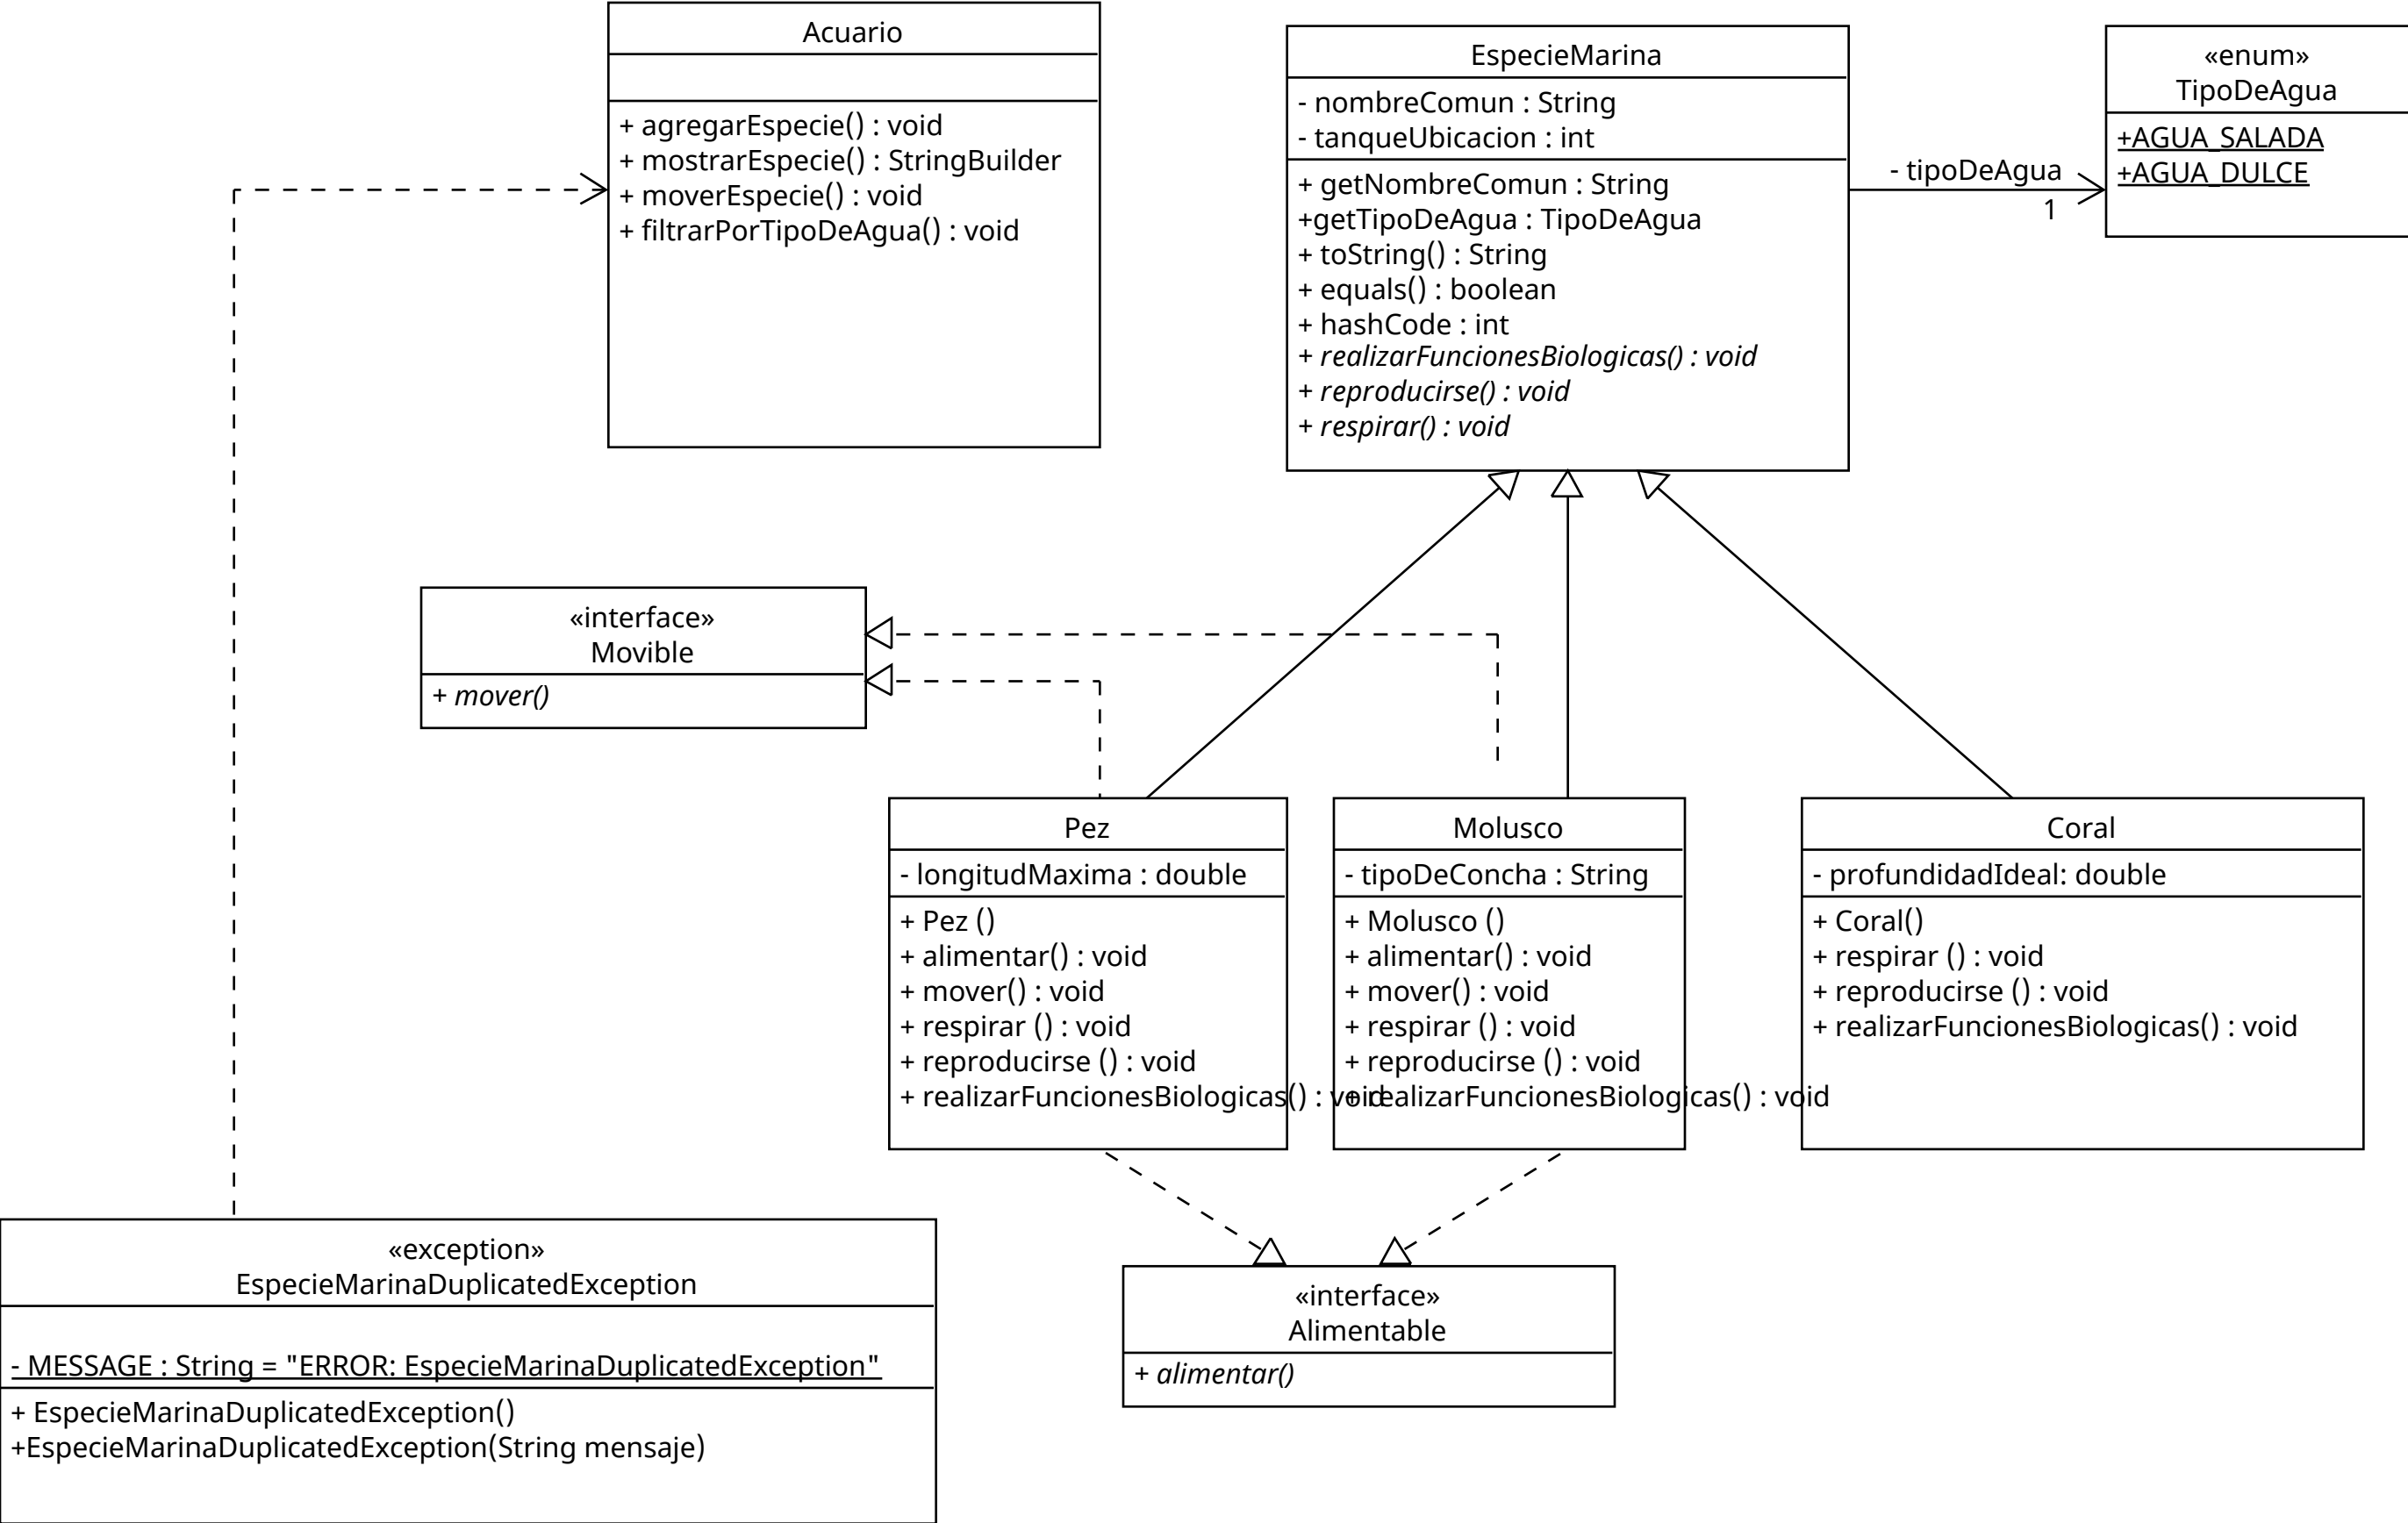 Acuario
+ agregarEspecie() : void
+ mostrarEspecie() : StringBuilder
+ moverEspecie() : void
+ filtrarPorTipoDeAgua() : void
EspecieMarina
- nombreComun : String
- tanqueUbicacion : int
+ getNombreComun : String
+getTipoDeAgua : TipoDeAgua
+ toString() : String
+ equals() : boolean
+ hashCode : int
+ realizarFuncionesBiologicas() : void
+ reproducirse() : void
+ respirar() : void
- tipoDeAgua
1
«enum»
TipoDeAgua
+AGUA_SALADA
+AGUA_DULCE
«interface»
Movible
+ mover()
Pez
- longitudMaxima : double
+ Pez ()
+ alimentar() : void
+ mover() : void
+ respirar () : void
+ reproducirse () : void
+ realizarFuncionesBiologicas() : void
Molusco
- tipoDeConcha : String
+ Molusco ()
+ alimentar() : void
+ mover() : void
+ respirar () : void
+ reproducirse () : void
+ realizarFuncionesBiologicas() : void
Coral
- profundidadIdeal: double
+ Coral()
+ respirar () : void
+ reproducirse () : void
+ realizarFuncionesBiologicas() : void
«exception»
EspecieMarinaDuplicatedException
- MESSAGE : String = "ERROR: EspecieMarinaDuplicatedException"
+ EspecieMarinaDuplicatedException()
+EspecieMarinaDuplicatedException(String mensaje)
«interface»
Alimentable
+ alimentar()